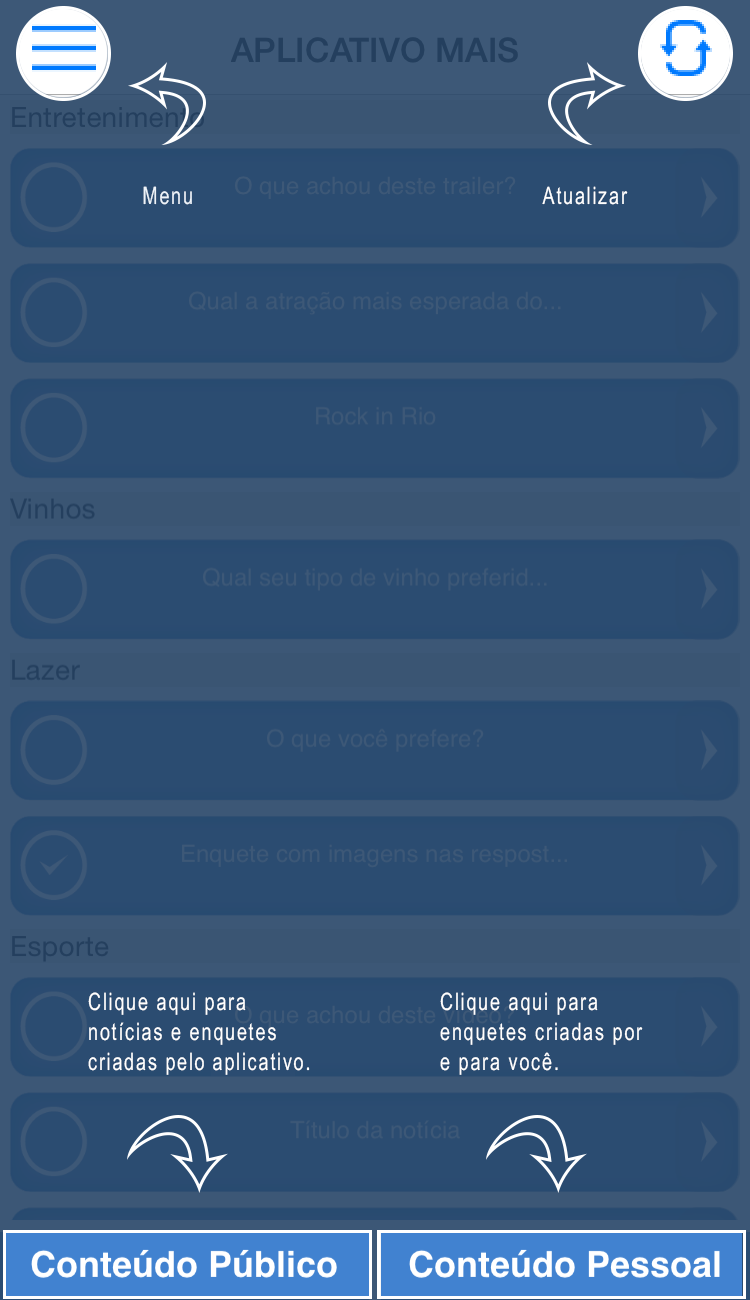 APLICATIVO MAIS
Entretenimento
O que achou deste trailer?
Menu
Atualizar
Qual a atração mais esperada do...
Rock in Rio
Vinhos
Qual seu tipo de vinho preferid...
Lazer
O que você prefere?
Enquete com imagens nas respost...
Esporte
O que achou deste vídeo?
Clique aqui para
notícias e enquetes
criadas pelo aplicativo.
Clique aqui para
enquetes criadas por
e para você.
Título da notícia
Conteúdo Público
Conteúdo Pessoal